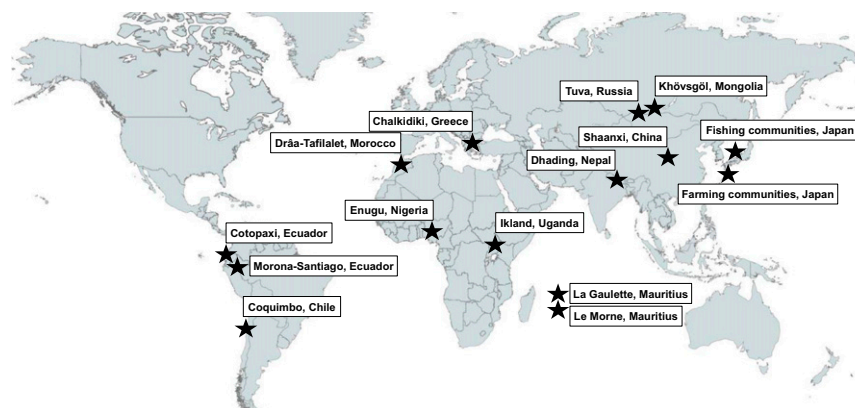 Tuva, Russia
Khövsgöl, Mongolia
Chalkidiki, Greece
Fishing communities, Japan
Shaanxi, China
Drâa-Tafilalet, Morocco
Dhading, Nepal
Farming communities, Japan
Enugu, Nigeria
Ikland, Uganda
Cotopaxi, Ecuador
Morona-Santiago, Ecuador
La Gaulette, Mauritius
Coquimbo, Chile
Le Morne, Mauritius